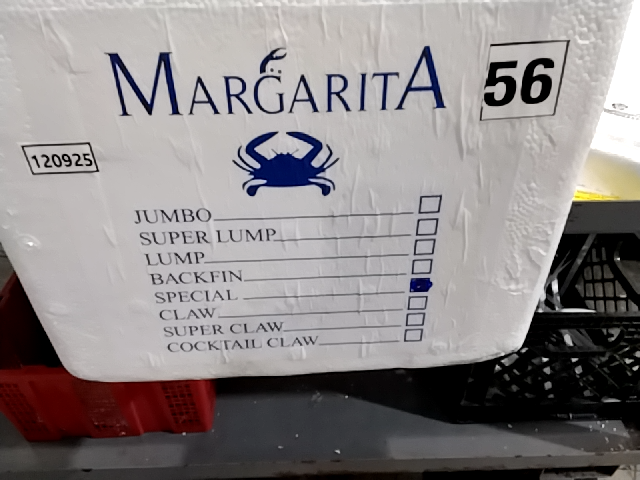 MARGARITA
56
120925
JUMBO
SUPER LUMP
LUMP
BACKFIN
SPECIAL
CLAW
SUPER CLAW
COCKTAIL CLAW